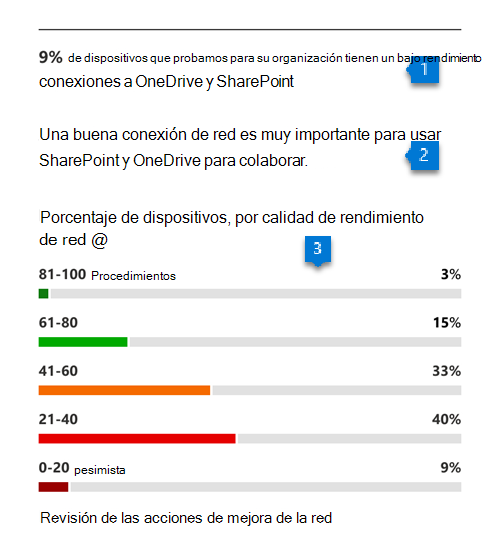 9% de dispositivos que probamos para su organización tienen un bajo rendimiento
1
conexiones a OneDrive y SharePoint
Una buena conexión de red es muy importante para usar
SharePoint y OneDrive para colaborar.
2
Porcentaje de dispositivos, por calidad de rendimiento
de red @
3
81-100 Procedimientos 3%
61-80 15%
41-60 33%
21-40 40%
0-20 pesimista 9%
Revisión de las acciones de mejora de la red